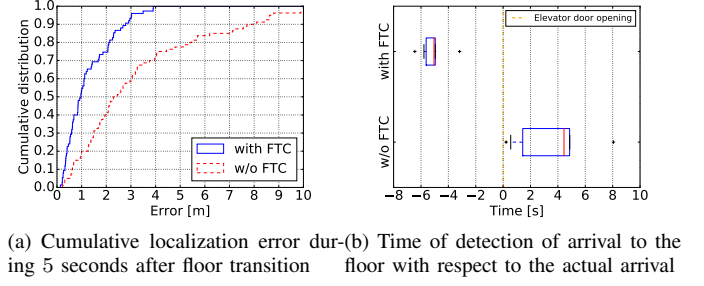 1.0
0.9
0.8
0.7
0.6
0.5
0.4
0.3
0.2
0.1
0.0
Cumulative distribution
with FTC
w/o FTC
0 1 2 3 4 5 6 7 8 9 10
Error [m]
(a) Cumulative localization error dur-
ing 5 seconds after floor transition
Elevator door opening
with FTC
w/o FTC
−8 −6 −4 −2 0 2 4 6 8 10
Time [s]
(b) Time of detection of arrival to the
floor with respect to the actual arrival